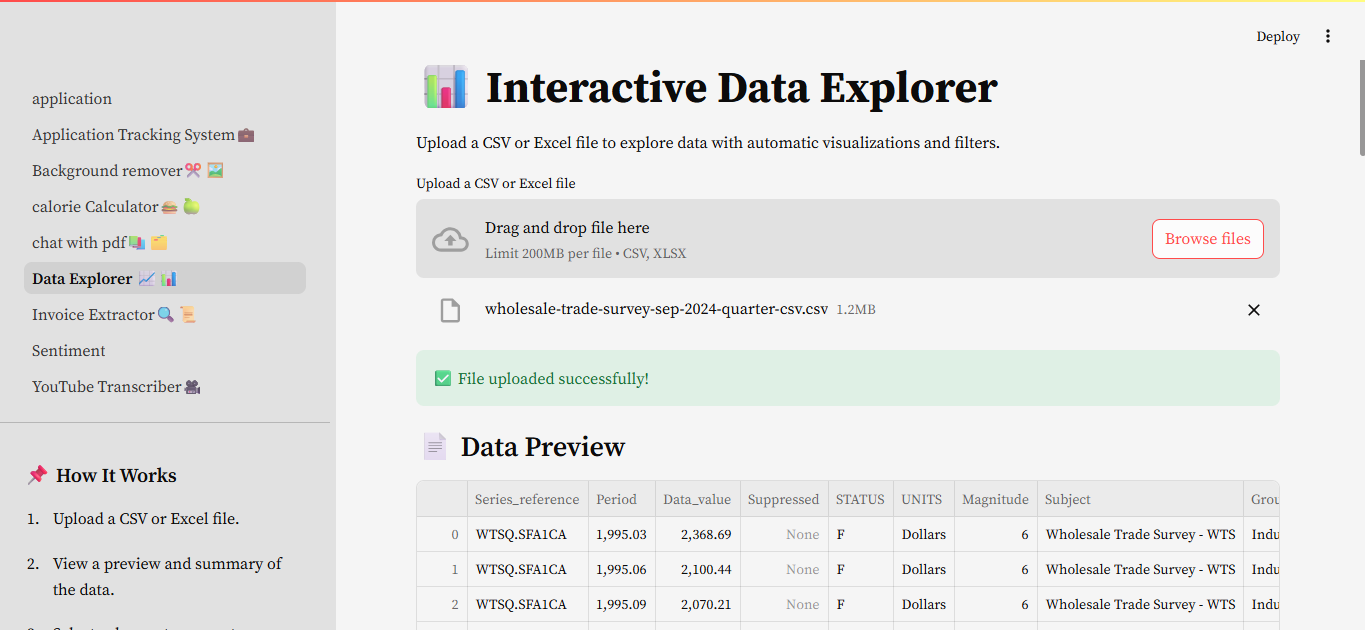 Deploy
application
Application Tracking System
Background remover
calorie Calculator
chat with pdf
Data Explorer
Invoice Extractor
Sentiment
YouTube Transcriber
How It Works
1. Upload a CSV or Excel file.
2. View a preview and summary of
the data.
Interactive Data Explorer
Upload a CSV or Excel file to explore data with automatic visualizations and filters.
Upload a CSV or Excel file
Drag and drop file here
Limit 200MB per file • CSV, XLSX
Browse files
wholesale-trade-survey-sep-2024-quarter-csv.csv 1.2MB
File uploaded successfully!
Data Preview
Series_reference Period Data_value Suppressed STATUS UNITS Magnitude Subject Grou
0 WTSQ.SFA1CA 1,995.03 2,368.69 None F Dollars 6 Wholesale Trade Survey - WTS Indu
1 WTSQ.SFA1CA 1,995.06 2,100.44 None F Dollars 6 Wholesale Trade Survey - WTS Indu
2 WTSQ.SFA1CA 1,995.09 2,070.21 None F Dollars 6 Wholesale Trade Survey - WTS Indu